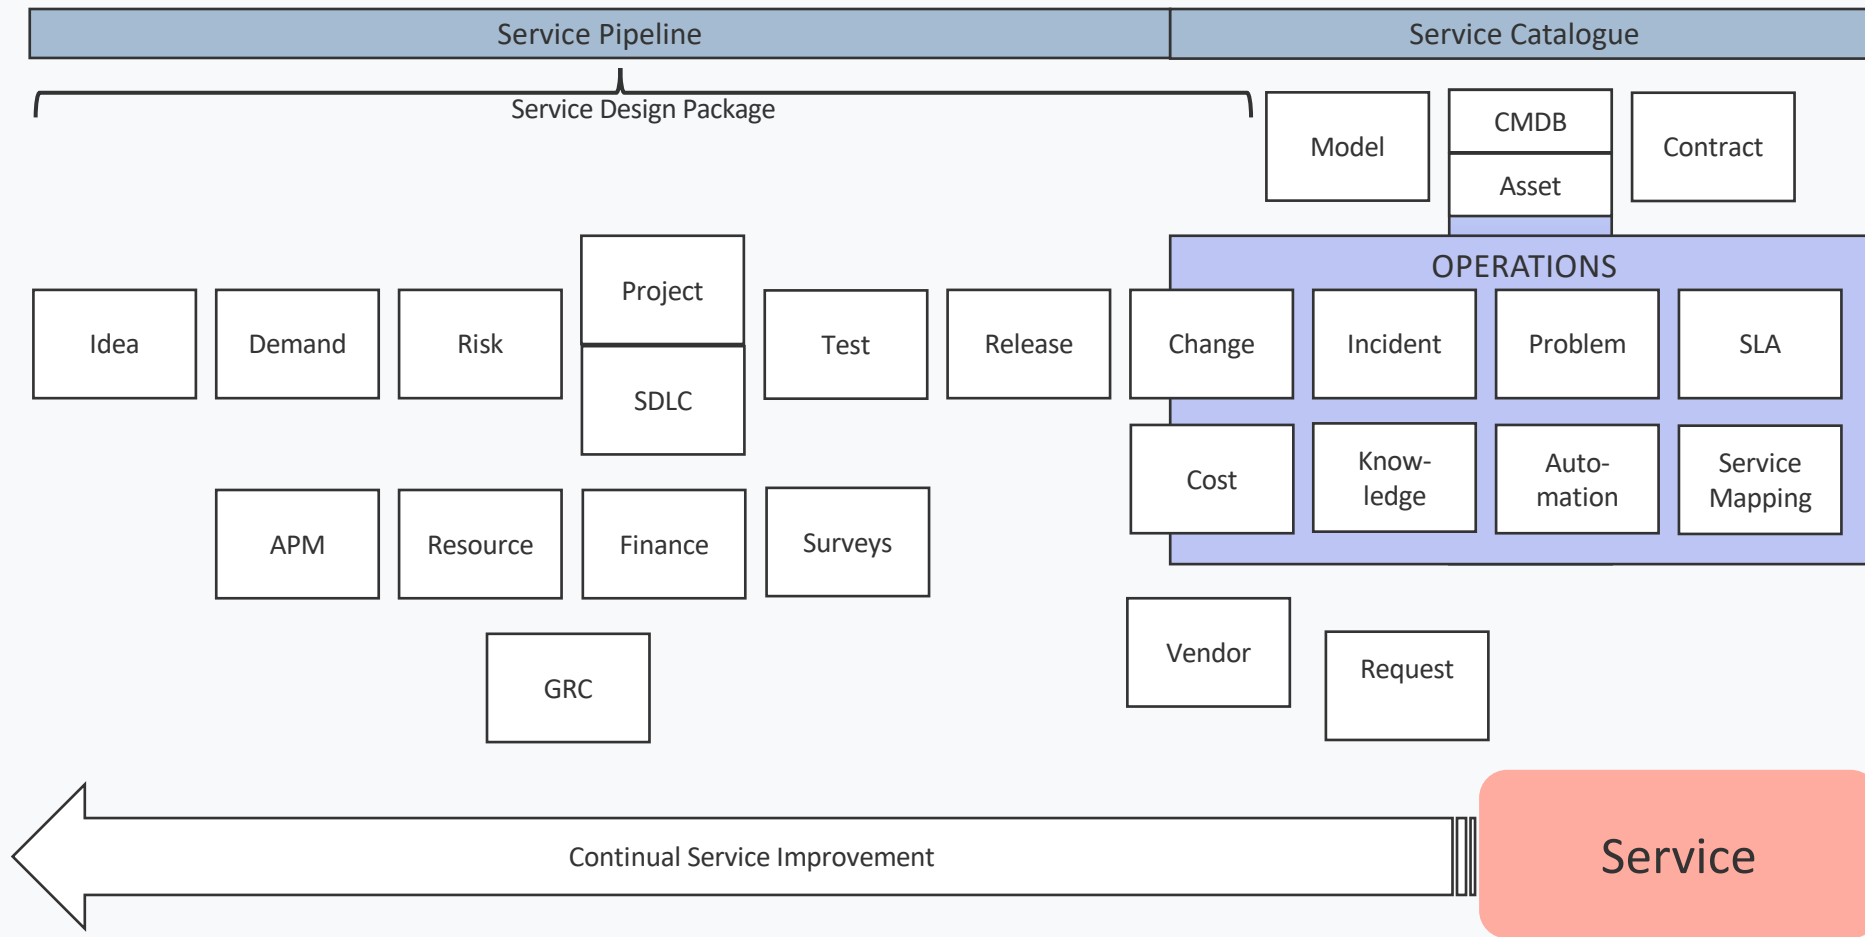 Service Pipeline
Service Catalogue
Service Design Package
Model
CMDB
Asset
Contract
OPERATIONS
Idea
Demand
Risk
Project
SDLC
Test
Release
Change
Incident
Problem
SLA
Cost
Know-
ledge
Auto-
mation
Service
Mapping
APM
Resource
Finance
Surveys
GRC
Vendor
Request
Continual Service Improvement
Service